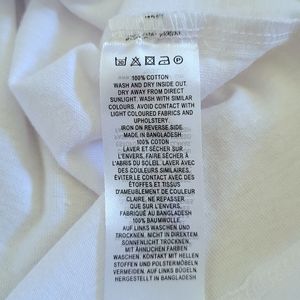 100% COTTON
WASH AND DRY INSIDE OUT.
DRY AWAY FROM DIRECT
SUNLIGHT. WASH WITH SIMILAR
COLOURS. AVOID CONTACT WITH
LIGHT COLOURED FABRICS AND
UPHOLSTERY.
IRON ON REVERSE SIDE.
MADE IN BANGLADESH
100% COTON
LAVER ET SÉCHER SUR
L'ENVERS. FAIRE SÉCHER À
L'ABRIS DU SOLEIL. LAVER AVEC
DES COULEURS SIMILAIRES.
ÉVITER LE CONTACT AVEC DES
ÉTOFFES ET TISSUS
D'AMEUBLEMENT DE COULEUR
CLAIRE. NE REPASSER
QUE SUR L'ENVERS.
FABRIQUÉ AU BANGLADESH
100% BAUMWOLLE
AUF LINKS WASCHEN UND
TROCKNEN. NICHT IN DIREKTEM
SONNENLICHT TROCKNEN.
MIT ÄHNLICHEN FARBEN
WASCHEN. KONTAKT MIT HELLEN
STOFFEN UND POLSTERMÖBELN
VERMEIDEN. AUF LINKS BÜGELN.
HERGESTELLT IN BANGLADESH